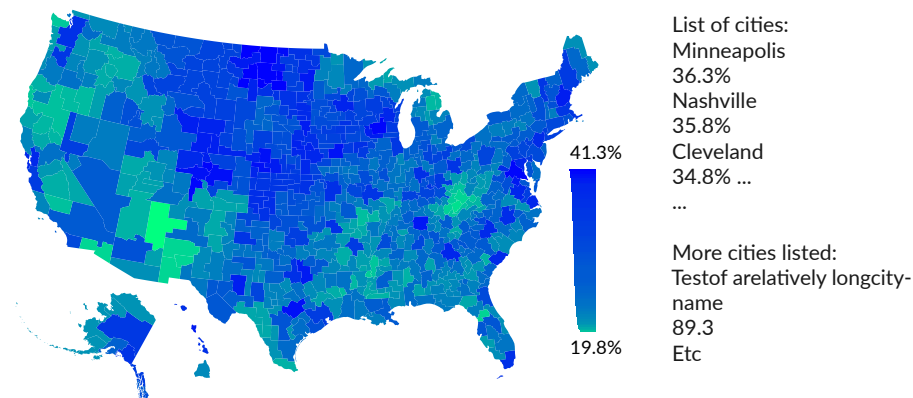 41.3%
19.8%
List of cities:
Minneapolis
36.3%
Nashville
35.8%
Cleveland
34.8% ...
...
More cities listed:
Testof arelatively longcity-
name
89.3
Etc